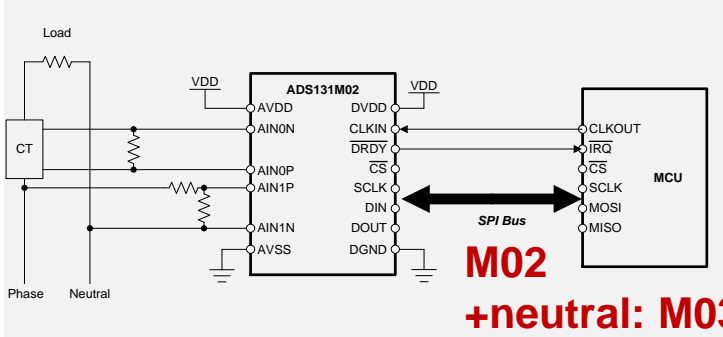 Load
VDD
ADS131M02
VDD
AVDD
DVDD
AIN0N
CLKIN
CLKOUT
DRDY
IRQ
CT
CS
CS
MCU
AIN0P
SCLK
SCLK
AIN1P
DIN
SPI Bus
MOSI
AIN1N
DOUT
MISO
AVSS
DGND
M02
Phase
Neutral
+neutral: M03